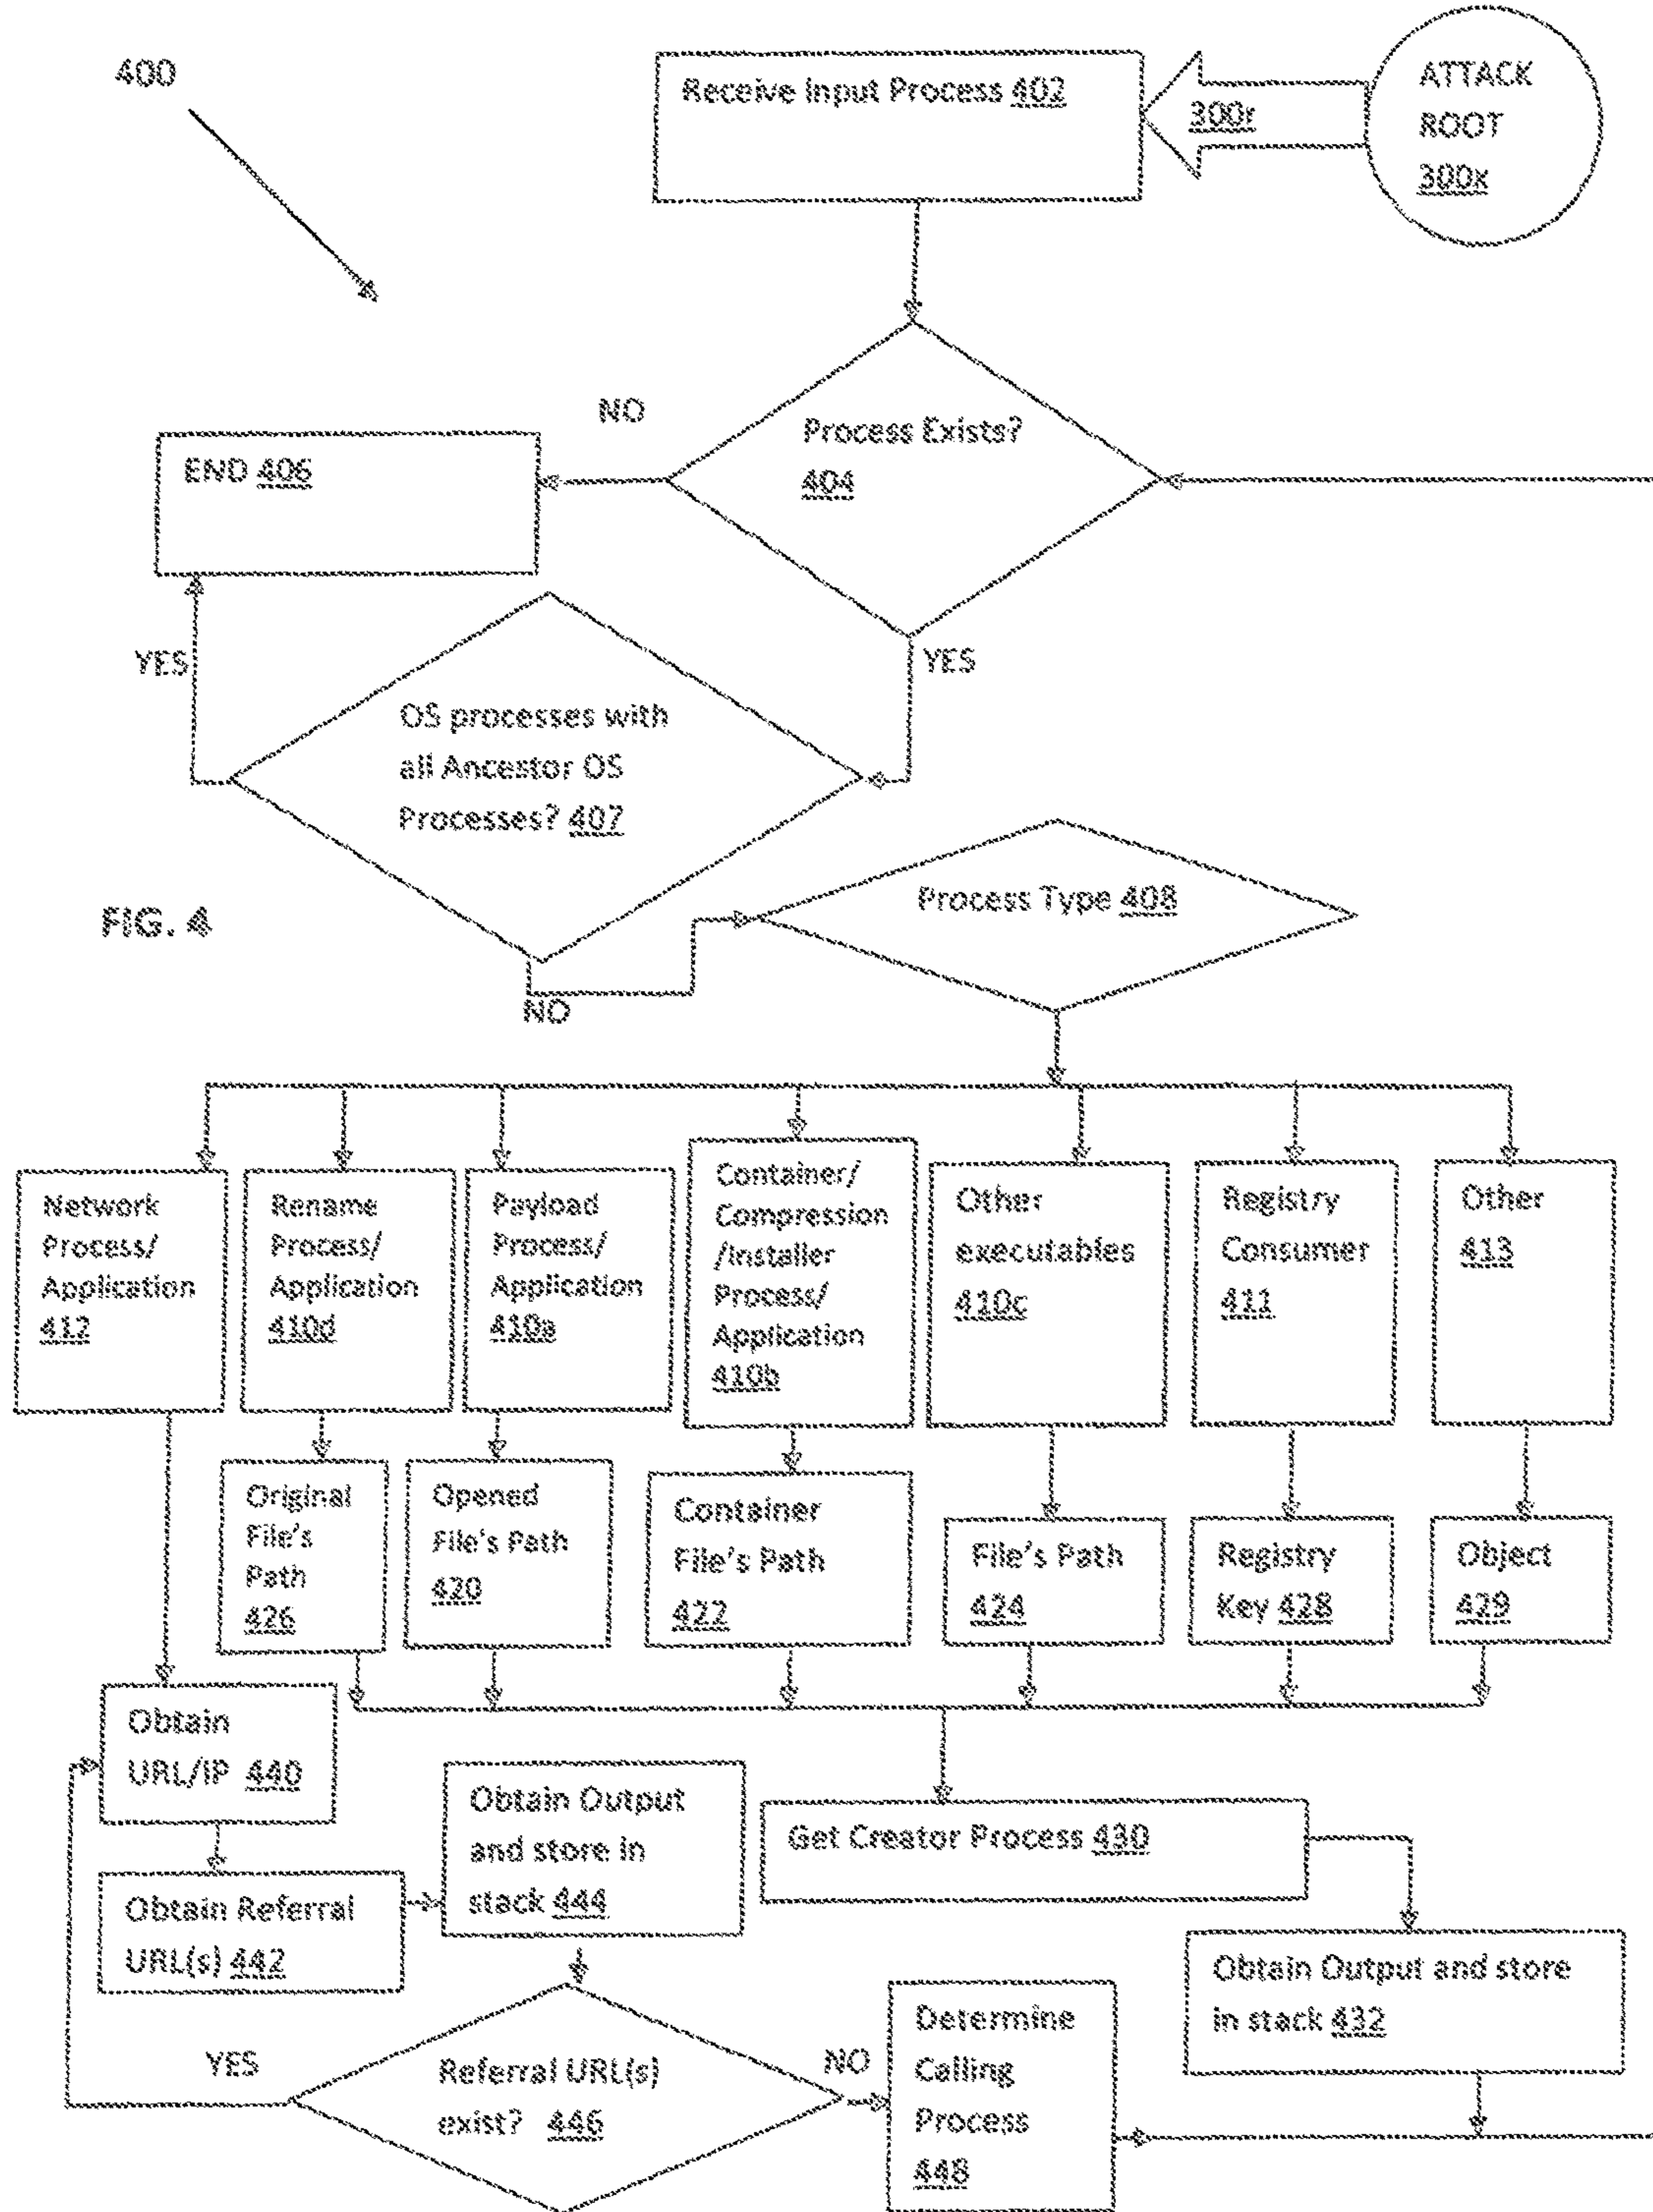 400
Receive Input Process 402
300r
ATTACK
ROOT
300x
NO
Process Exists?
404
END 406
YES
YES
OS processes with
all Ancestor OS
Processes? 407
Process Type 408
FIG. 4
NO
Network
Process/
Application
412
Rename
Process/
Application
410d
Payload
Process/
Application
410a
Container/
Compression
/Installer
Process/
Application
410b
Other
executables
410c
Registry
Consumer
411
Other
413
Original
File's
Path
426
Opened
File's Path
420
Container
File's Path
422
File's Path
424
Registry
Key 428
Object
429
Obtain
URL/IP 440
Obtain Output
and store in
stack 444
Get Creator Process 430
Obtain Referral
URL(s) 442
Obtain Output and store
in stack 432
YES
Referral URL(s)
exist? 446
NO
Determine
Calling
Process
448